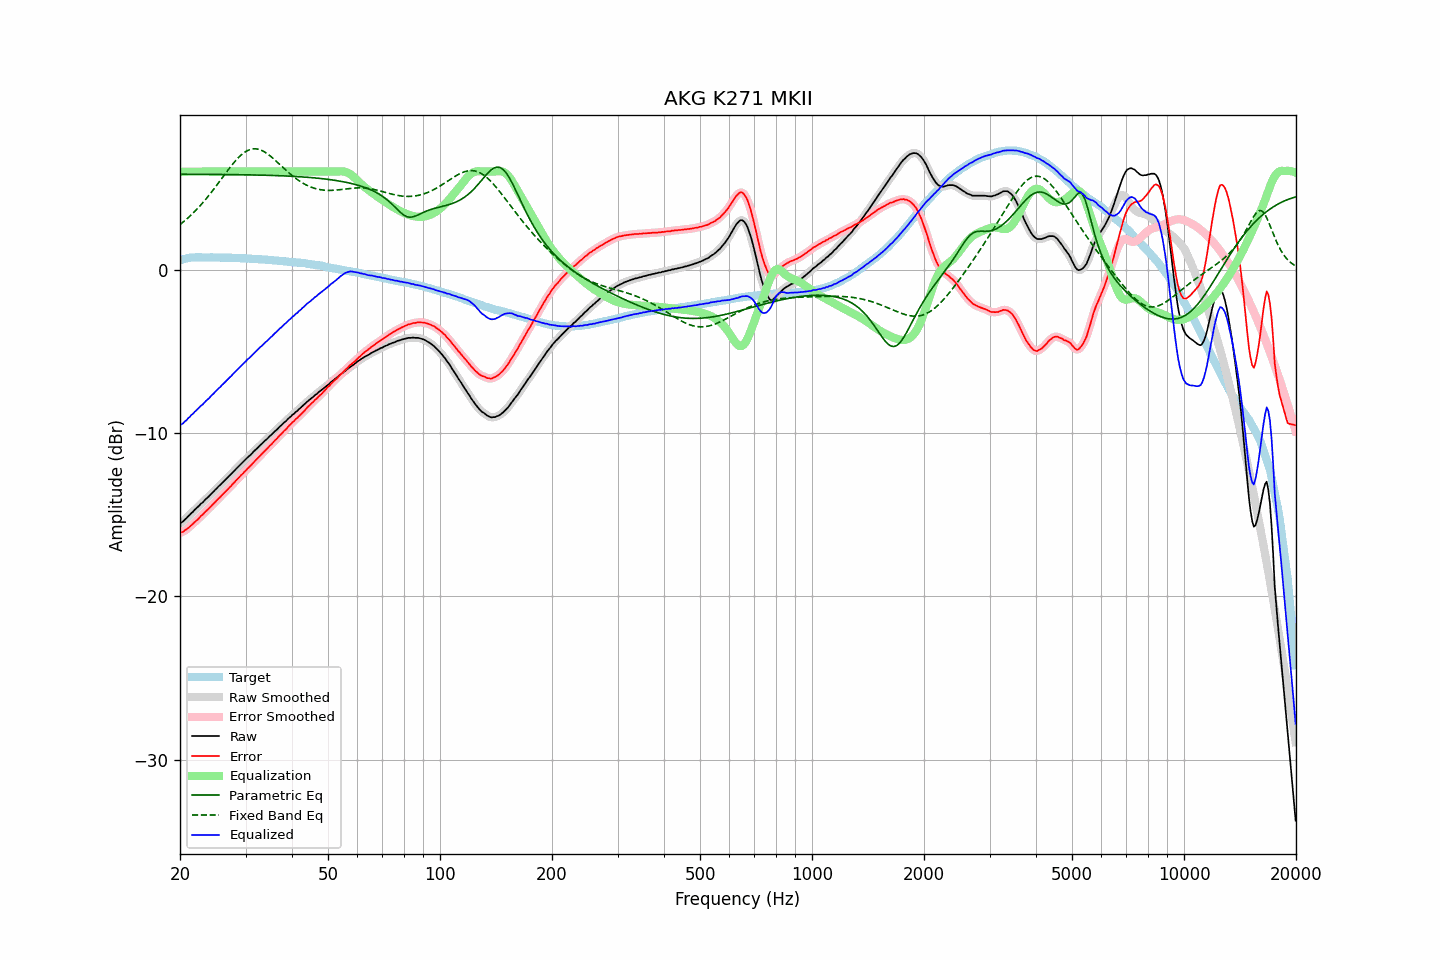 AKG K271 MKII
Amplitude (dBr)
0
−10
−20
−30
Target
Raw Smoothed
Error Smoothed
Raw
Error
Equalization
Parametric Eq
Fixed Band Eq
Equalized
20 50 100 200 500 1000 2000 5000 10000 20000
Frequency (Hz)